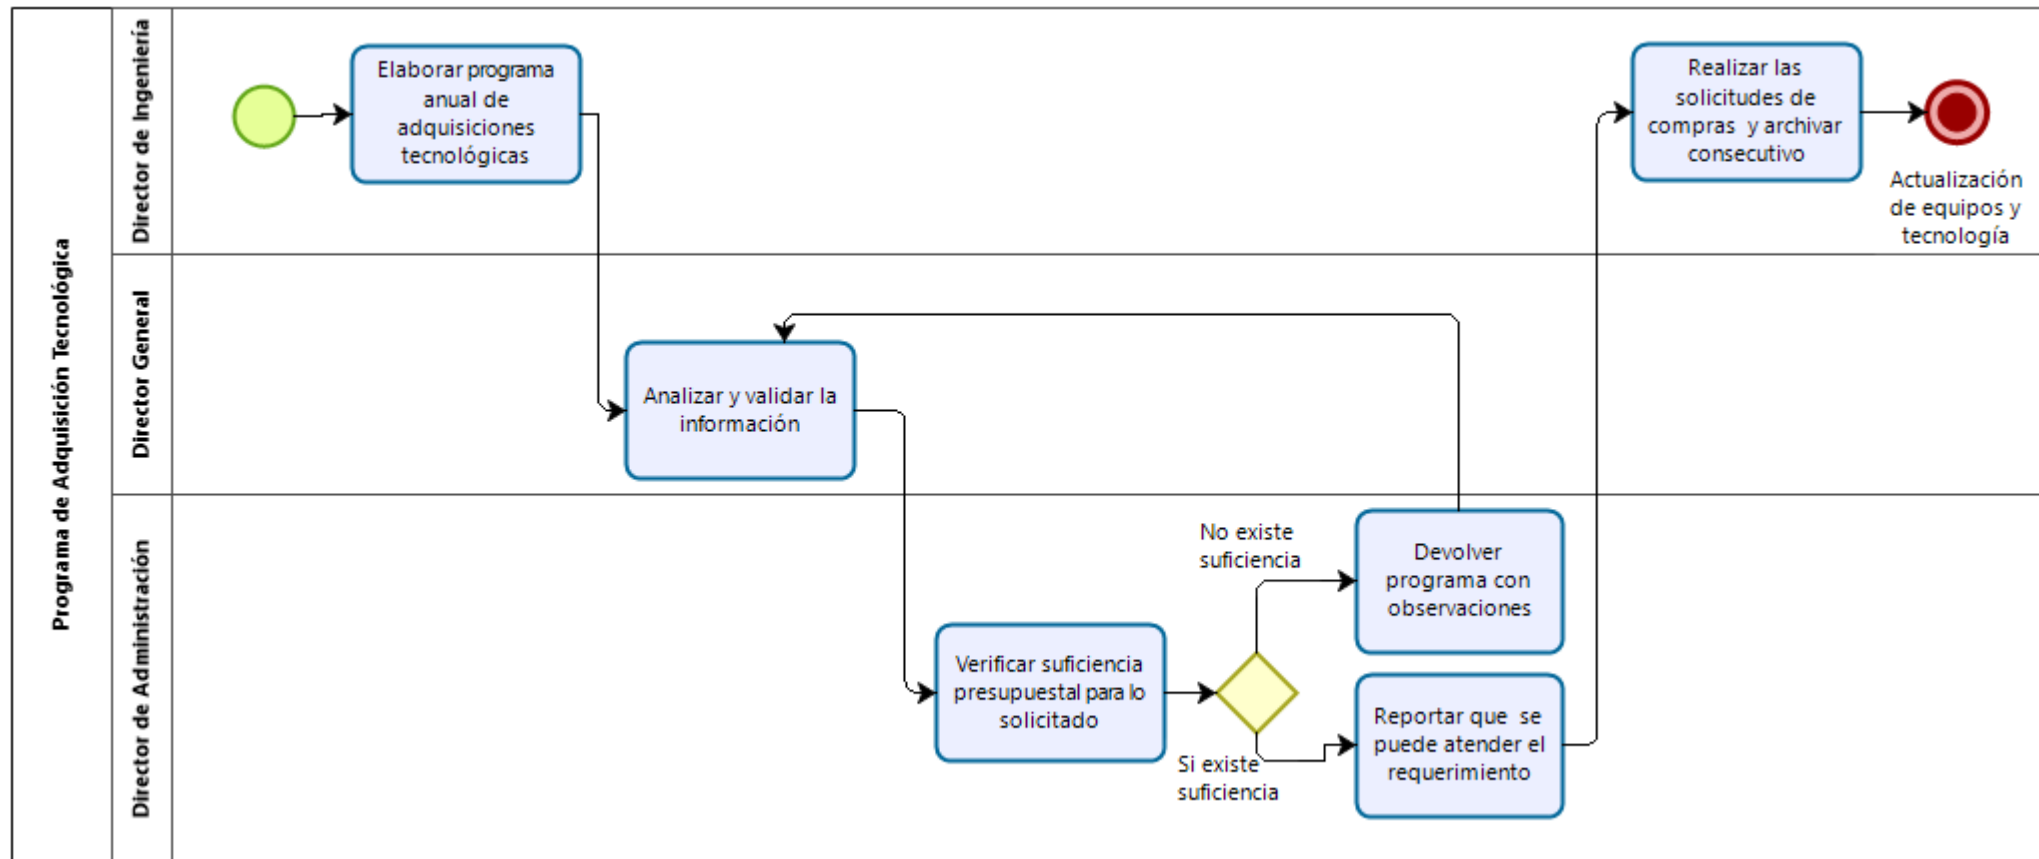 Programa de Adquisición Tecnológica
Director de Ingeniería
Elaborar programa
anual de
adquisiciones
tecnológicas
Realizar las
solicitudes de
compras y archivar
consecutivo
Actualización
de equipos y
tecnología
Director General
Analizar y validar la
información
Director de Administración
Verificar suficiencia
presupuestal para lo
solicitado
No existe
suficiencia
Devolver
programa con
observaciones
Si existe
suficiencia
Reportar que se
puede atender el
requerimiento